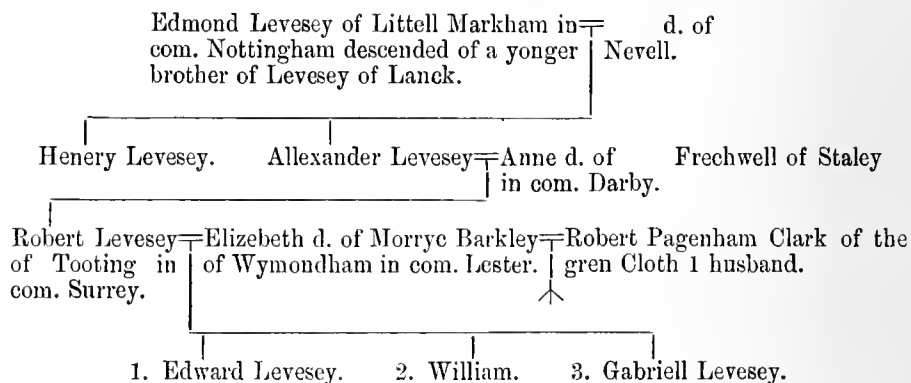 Edmond Levesey of Littell Markham in= d. of
com. Nottingham descended of a yonger Nevell.
brother of Levesey of Lanck.
Henery Levesey. Allexander Levesey=Anne d. of Frechwell of Staley
in com. Darby.
Robert Levesey=Elizebeth d. of Morryc Barkley=Robert Pagenham Clark of the
of Tooting in of Wymondham in com. Lester. gren Cloth 1 husband.
com. Surrey.
1. Edward Levesey. 2. William. 3. Gabriell Levesey.